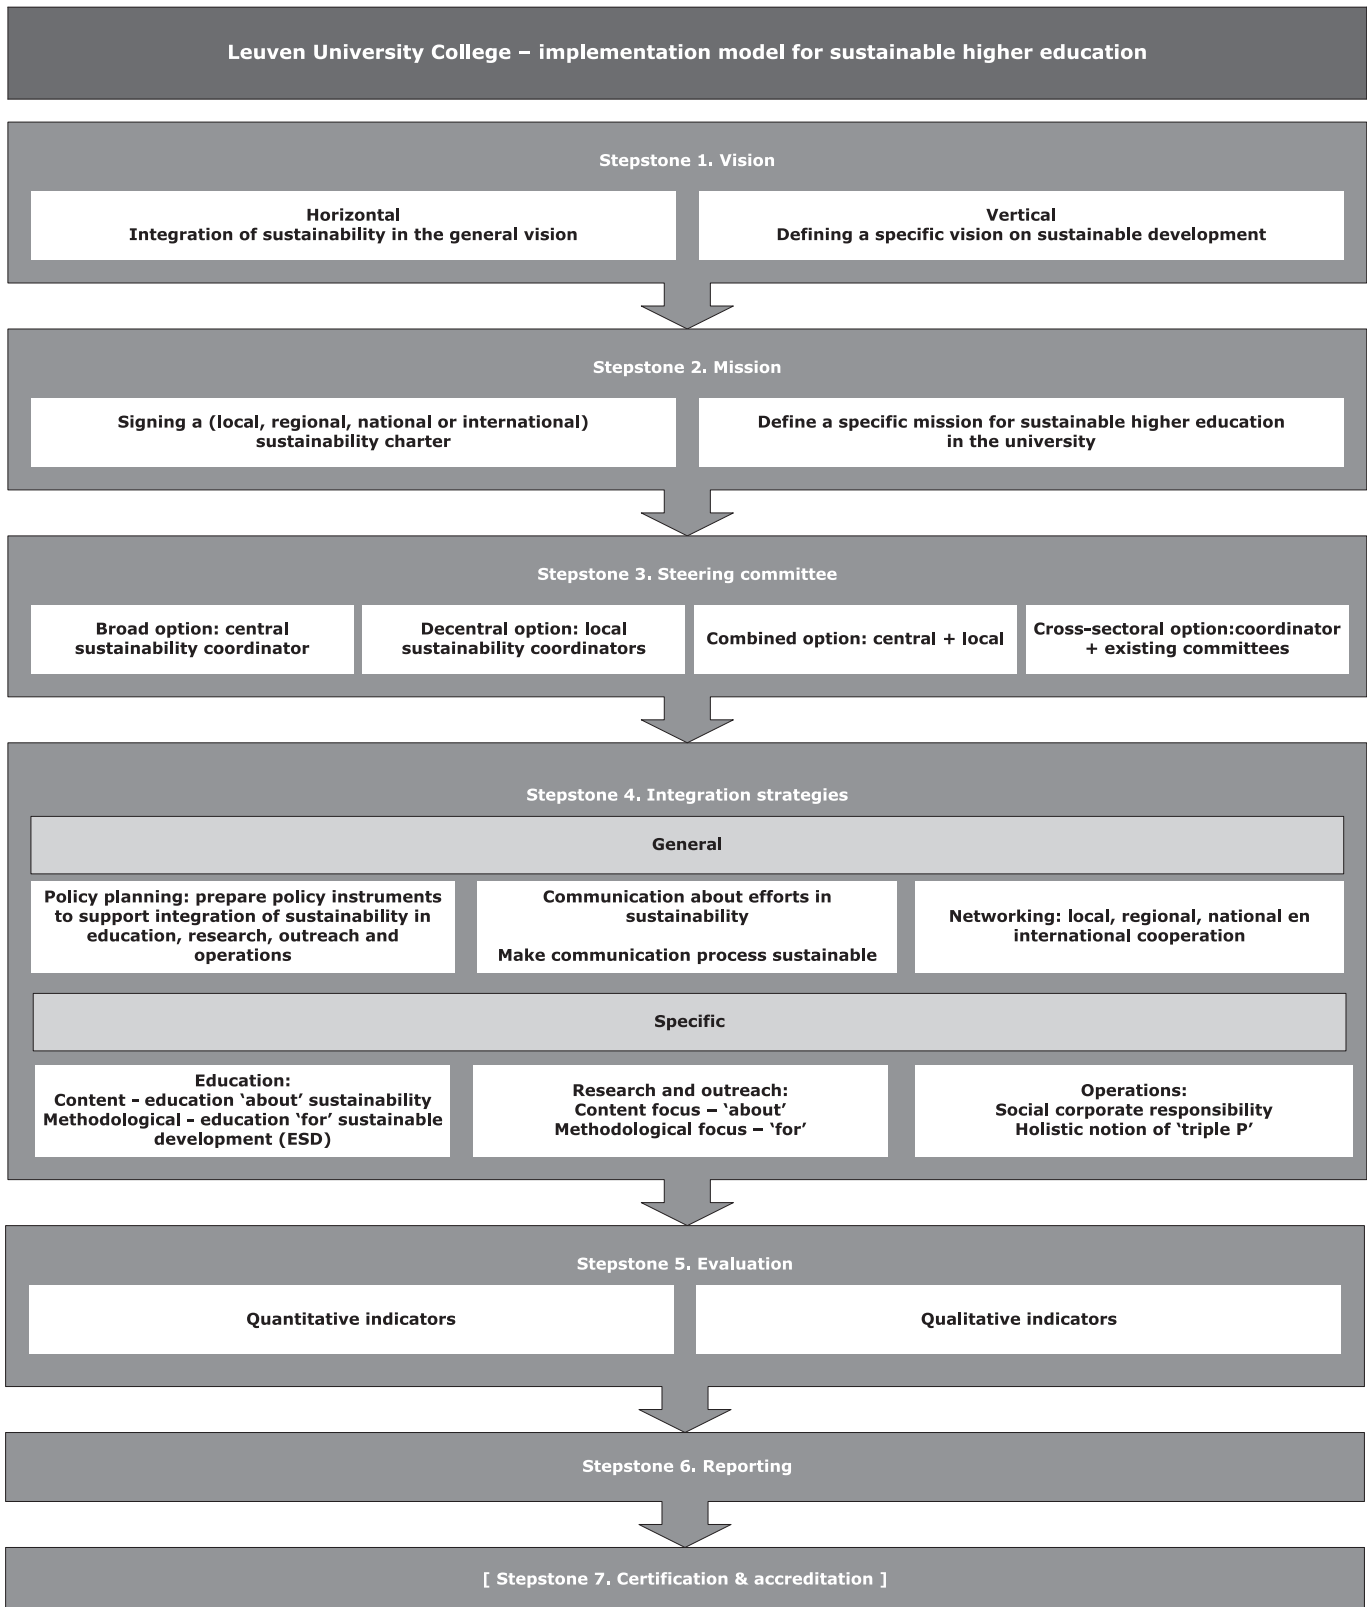 Leuven University College – implementation model for sustainable higher education
Stepstone 1. Vision
Horizontal
Integration of sustainability in the general vision
Vertical
Defining a specific vision on sustainable development
Stepstone 2. Mission
Signing a (local, regional, national or international)
sustainability charter
Define a specific mission for sustainable higher education
in the university
Stepstone 3. Steering committee
Broad option: central
sustainability coordinator
Decentral option: local
sustainability coordinators
Combined option: central + local
Cross-sectoral option:coordinator
+ existing committees
Stepstone 4. Integration strategies
General
Policy planning: prepare policy instruments
to support integration of sustainability in
education, research, outreach and
operations
Communication about efforts in
sustainability
Make communication process sustainable
Networking: local, regional, national en
international cooperation
Specific
Education:
Content - education ‘about’ sustainability
Methodological - education ‘for’ sustainable
development (ESD)
Research and outreach:
Content focus – ‘about’
Methodological focus – ‘for’
Operations:
Social corporate responsibility
Holistic notion of ‘triple P’
Stepstone 5. Evaluation
Quantitative indicators
Qualitative indicators
Stepstone 6. Reporting
[ Stepstone 7. Certification & accreditation ]